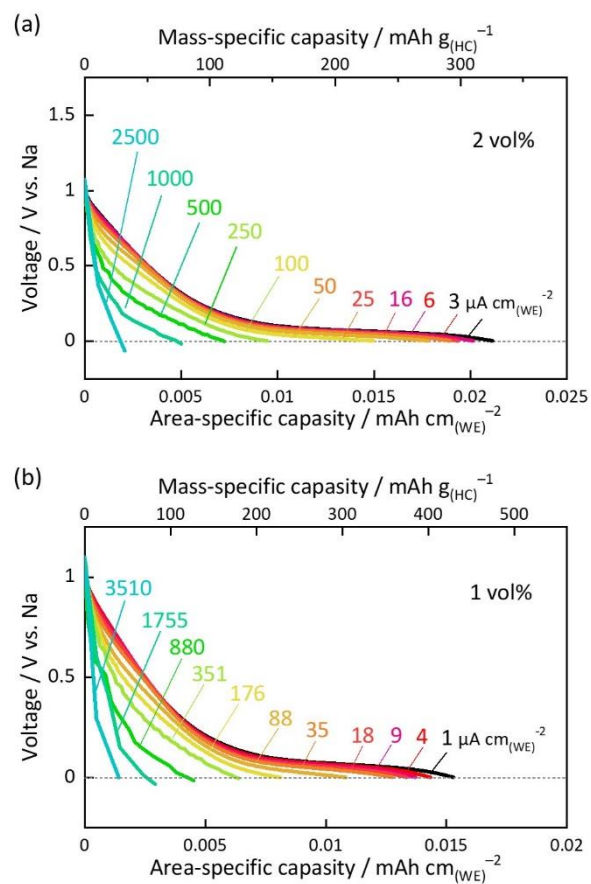 (a)
Mass-specific capasity / mAh g(HC)⁻¹
0 100 200 300
Voltage / V vs. Na
1.5
1
0.5
0
2 vol%
2500
1000
500
250
100
50
25
16
6
3 μA cm(WE)⁻²
0 0.005 0.01 0.015 0.02 0.025
Area-specific capasity / mAh cm(WE)⁻²
(b)
Mass-specific capasity / mAh g(HC)⁻¹
0 100 200 300 400 500
Voltage / V vs. Na
1
0.5
0
1 vol%
3510
1755
880
351
176
88
35
18
9
4
1 μA cm(WE)⁻²
0 0.005 0.01 0.015 0.02
Area-specific capasity / mAh cm(WE)⁻²